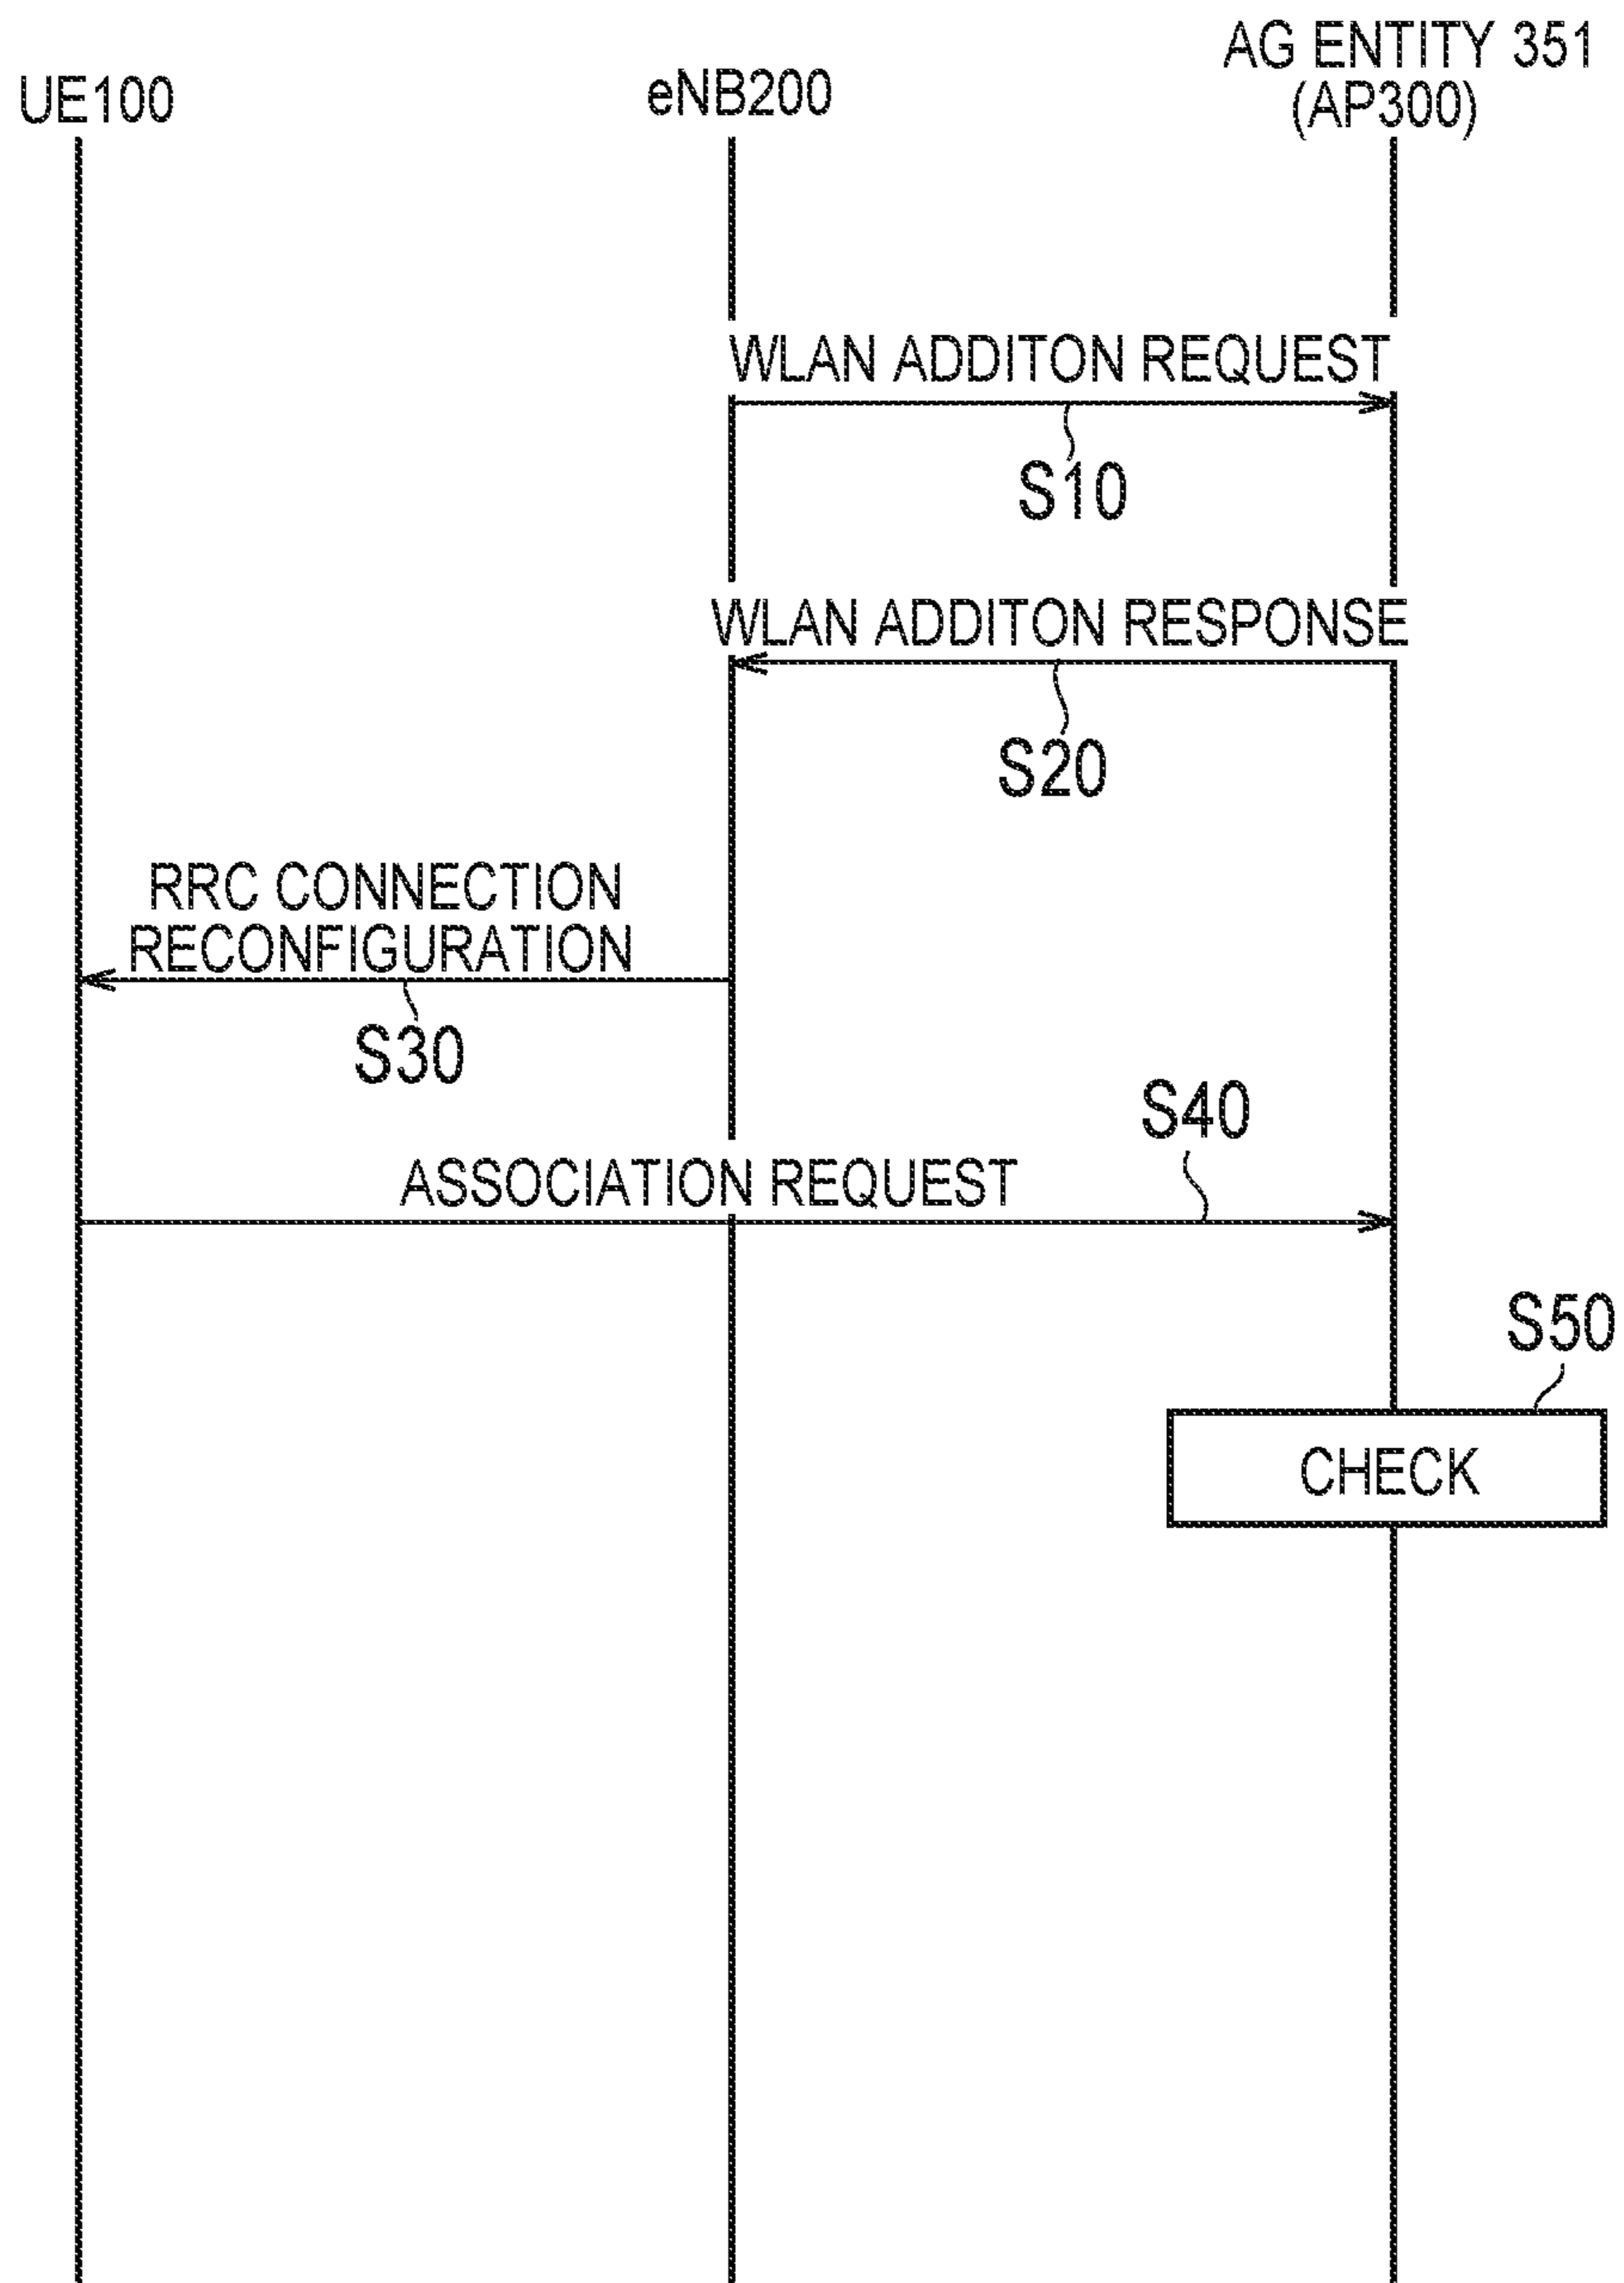 UE100
eNB200
AG ENTITY 351
(AP300)
WLAN ADDITON REQUEST
S10
WLAN ADDITON RESPONSE
S20
RRC CONNECTION
RECONFIGURATION
S30
S40
ASSOCIATION REQUEST
S50
CHECK